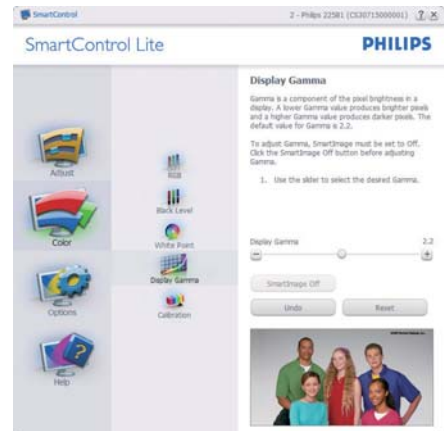 SmartControl
2 - Philips 225B1 (CS30715000001)
SmartControl Lite
PHILIPS
Adjust
Color
Options
Help
RGB
Black Level
White Point
Display Gamma
Calibration
Display Gamma
Gamma is a component of the pixel brightness in a
display. A lower Gamma value produces brighter pixels
and a higher Gamma value produces darker pixels. The
default value for Gamma is 2.2.
To adjust Gamma, SmartImage must be set to Off.
Click the SmartImage Off button before adjusting
Gamma.
1. Use the slider to select the desired Gamma.
Display Gamma
2.2
SmartImage Off
Undo
Reset